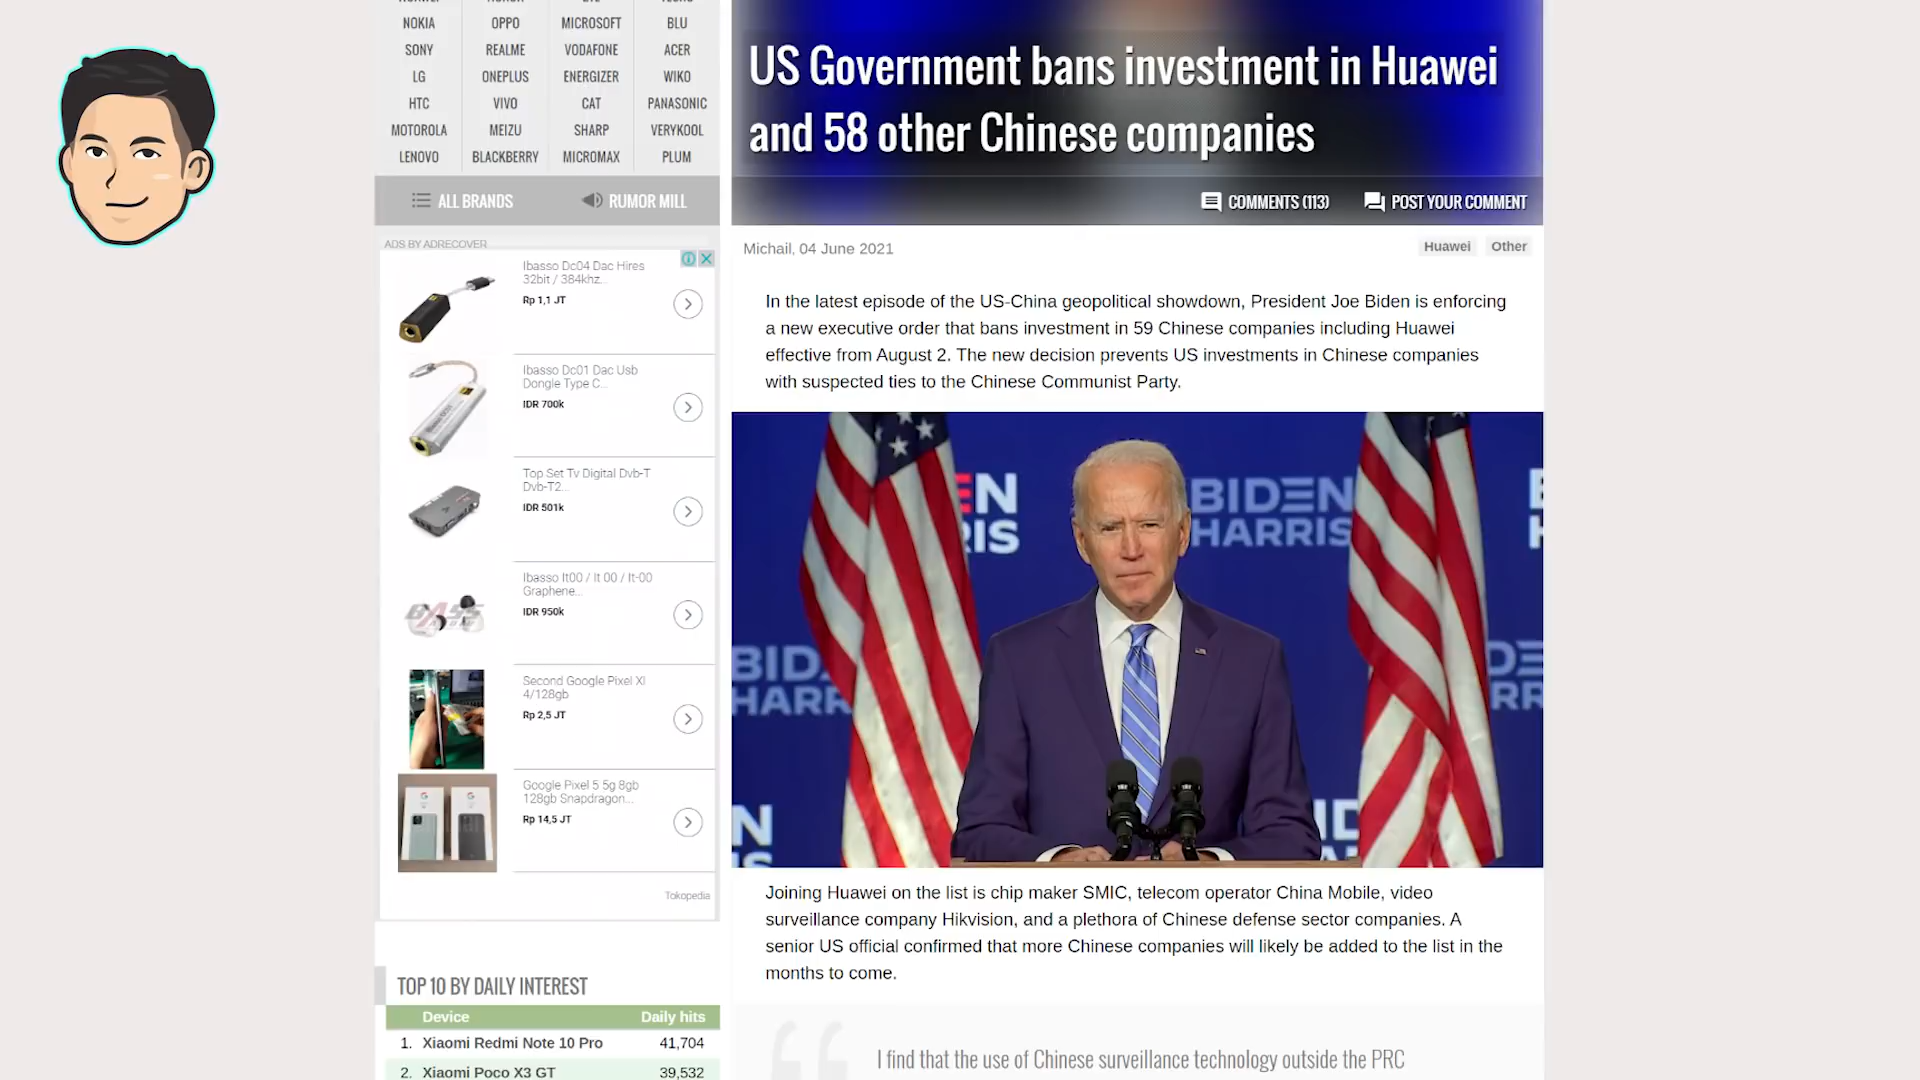 NOKIA OPPO MICROSOFT BLU
SONY REALME VODAFONE ACER
LG ONEPLUS ENERGIZER WIKO
HTC VIVO CAT PANASONIC
MOTOROLA MEIZU SHARP VERYKOOL
LENOVO BLACKBERRY MICROMAX PLUM
ALL BRANDS RUMOR MILL
ADS BY ADRECOVER
Ibasso Dc04 Dac Hires
32bit / 384khz...
Rp 1,1 JT
Ibasso Dc01 Dac Usb
Dongle Type C...
IDR 700k
Top Set Tv Digital Dvb-T
Dvb-T2...
IDR 501k
Ibasso It00 / It 00 / It-00
Graphene...
IDR 950k
Second Google Pixel Xl
4/128gb
Rp 2,5 JT
Google Pixel 5 5g 8gb
128gb Snapdragon...
Rp 14,5 JT
Tokopedia
TOP 10 BY DAILY INTEREST
Device Daily hits
1. Xiaomi Redmi Note 10 Pro 41,704
2. Xiaomi Poco X3 GT 39,532
US Government bans investment in Huawei
and 58 other Chinese companies
COMMENTS (113) POST YOUR COMMENT
Michail, 04 June 2021
Huawei Other
In the latest episode of the US-China geopolitical showdown, President Joe Biden is enforcing
a new executive order that bans investment in 59 Chinese companies including Huawei
effective from August 2. The new decision prevents US investments in Chinese companies
with suspected ties to the Chinese Communist Party.
EN
RIS
BIDEN
HARRIS
BID
HARR
DE
RR
N
Joining Huawei on the list is chip maker SMIC, telecom operator China Mobile, video
surveillance company Hikvision, and a plethora of Chinese defense sector companies. A
senior US official confirmed that more Chinese companies will likely be added to the list in the
months to come.
I find that the use of Chinese surveillance technology outside the PRC